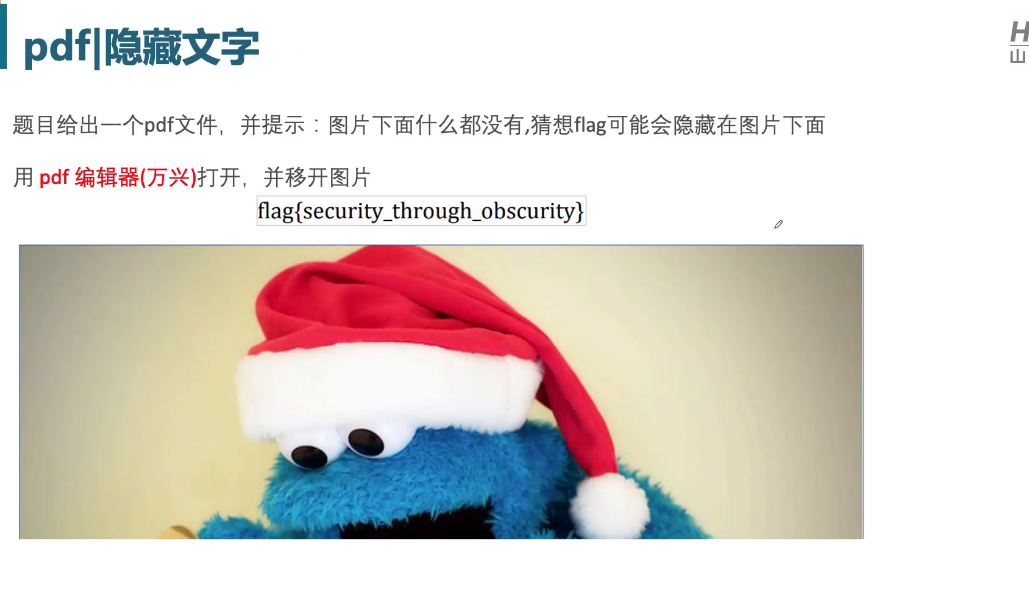 pdf|隐藏文字
H
山
题目给出一个pdf文件，并提示：图片下面什么都没有,猜想flag可能会隐藏在图片下面
用 pdf 编辑器(万兴)打开，并移开图片
flag{security_through_obscurity}